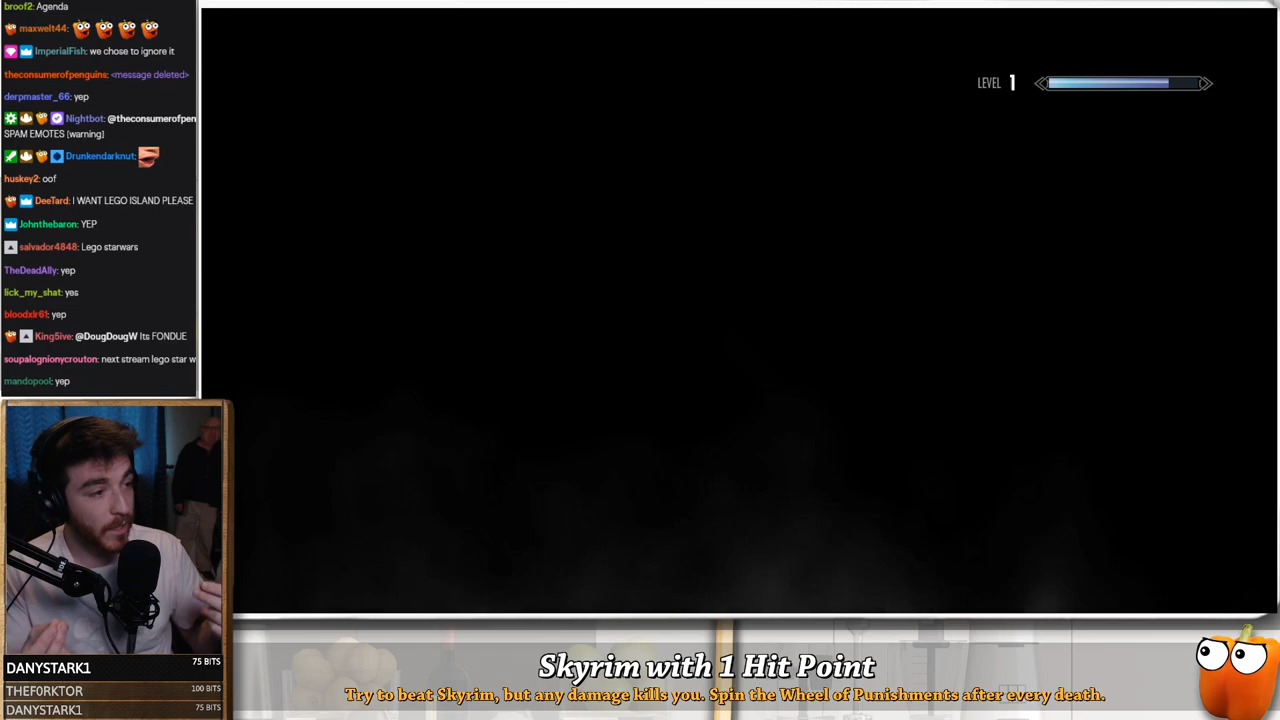 broof2: Agenda
maxwelt44:
ImperialFish: we chose to ignore it
theconsumerofpenguins: <message deleted>
derpmaster_66: yep
Nightbot: @theconsumerofpen
SPAM EMOTES [warning]
Drunkendarknut:
huskey2: oof
DeeTard: I WANT LEGO ISLAND PLEASE
Johnthebaron: YEP
salvador4848: Lego starwars
TheDeadAlly: yep
lick_my_shat: yes
bloodxlr61: yep
King5ive: @DougDougW Its FONDUE
soupalognionycrouton: next stream lego star w
mandopool: yep
LEVEL 1
DANYSTARK1 75 BITS
THEF0RKTOR 100 BITS
DANYSTARK1 75 BITS
Skyrim with 1 Hit Point
Try to beat Skyrim, but any damage kills you. Spin the Wheel of Punishments after every death.